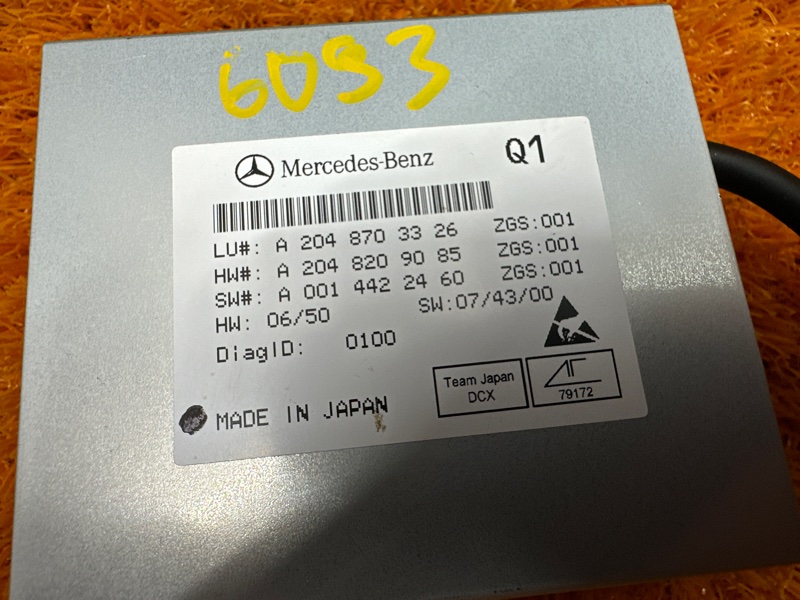 6093
Mercedes-Benz Q1
LU#: A 204 870 33 26 ZGS:001
HW#: A 204 820 90 85 ZGS:001
SW#: A 001 442 24 60 ZGS:001
HW: 06/50 SW:07/43/00
DiagID: 0100
Team Japan
DCX
79172
MADE IN JAPAN